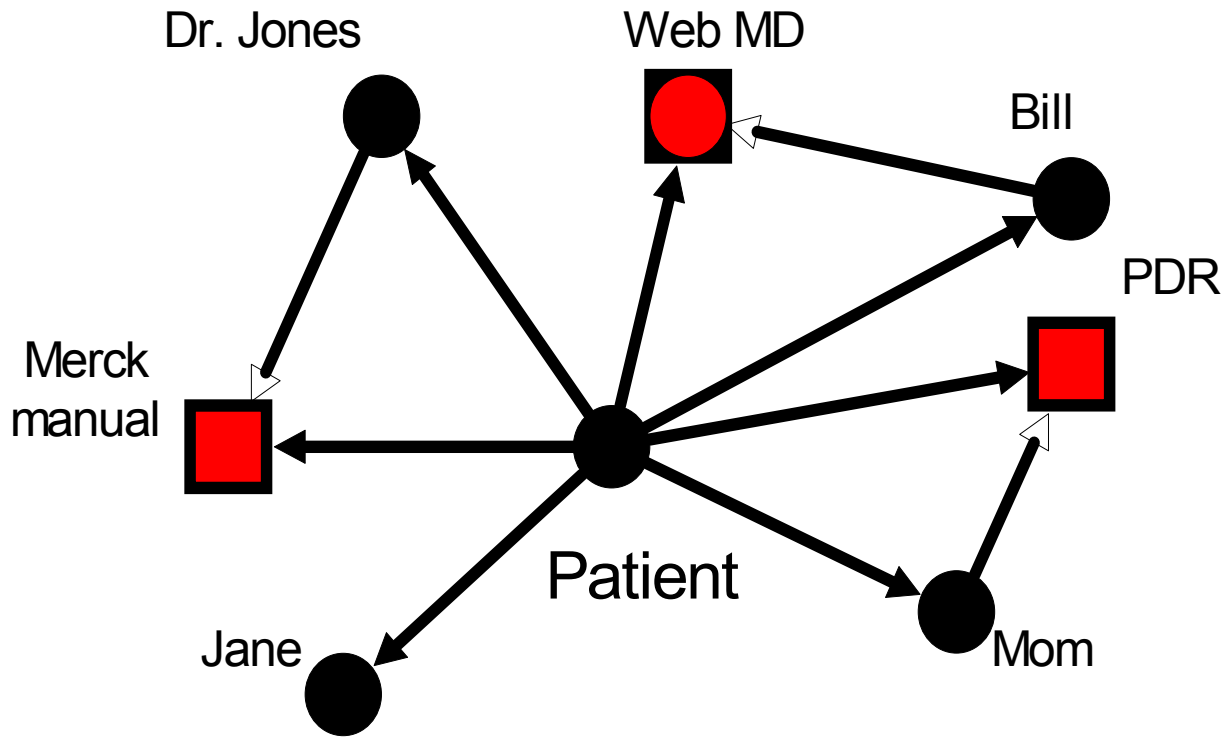 Dr. Jones
Web MD
Bill
PDR
Merck
manual
Patient
Jane
Mom